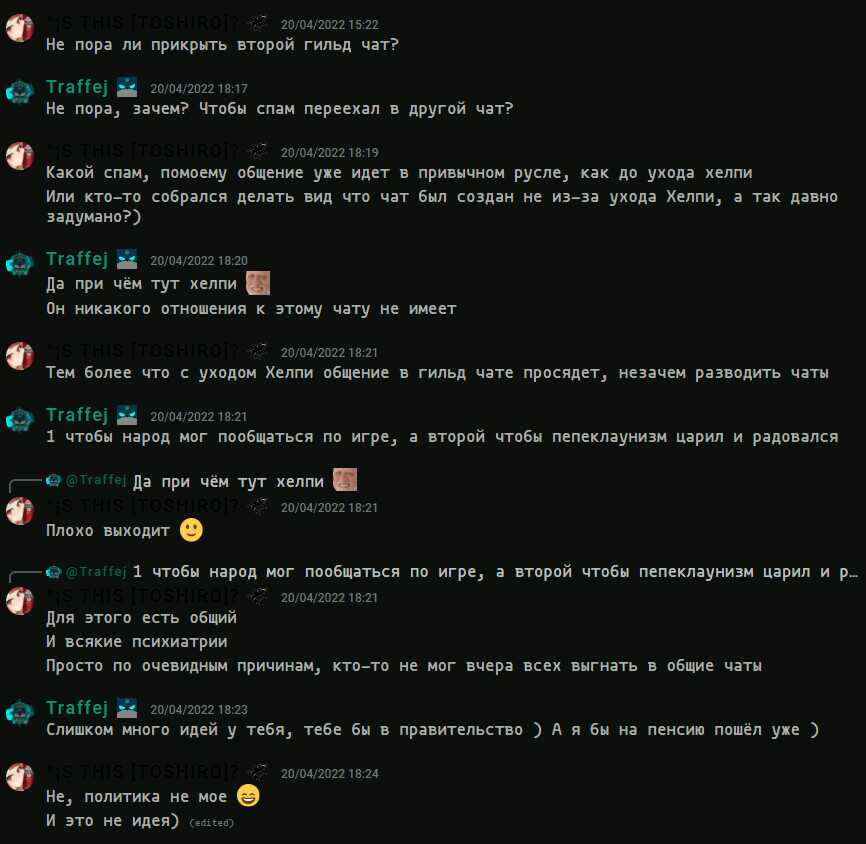 *¡S THIS [TOSHIRO]? 20/04/2022 15:22
Не пора ли прикрыть второй гильд чат?
Traffej 20/04/2022 18:17
Не пора, зачем? Чтобы спам переехал в другой чат?
*¡S THIS [TOSHIRO]? 20/04/2022 18:19
Какой спам, помоему общение уже идет в привычном русле, как до ухода хелпи
Или кто-то собрался делать вид что чат был создан не из-за ухода Хелпи, а так давно
задумано?)
Traffej 20/04/2022 18:20
Да при чём тут хелпи
Он никакого отношения к этому чату не имеет
*¡S THIS [TOSHIRO]? 20/04/2022 18:21
Тем более что с уходом Хелпи общение в гильд чате просядет, незачем разводить чаты
Traffej 20/04/2022 18:21
1 чтобы народ мог пообщаться по игре, а второй чтобы пепеклаунизм царил и радовался
@Traffej Да при чём тут хелпи
*¡S THIS [TOSHIRO]? 20/04/2022 18:21
Плохо выходит 🙂
@Traffej 1 чтобы народ мог пообщаться по игре, а второй чтобы пепеклаунизм царил и р…
*¡S THIS [TOSHIRO]? 20/04/2022 18:21
Для этого есть общий
И всякие психиатрии
Просто по очевидным причинам, кто-то не мог вчера всех выгнать в общие чаты
Traffej 20/04/2022 18:23
Слишком много идей у тебя, тебе бы в правительство ) А я бы на пенсию пошёл уже )
*¡S THIS [TOSHIRO]? 20/04/2022 18:24
Не, политика не мое 😄
И это не идея) (edited)